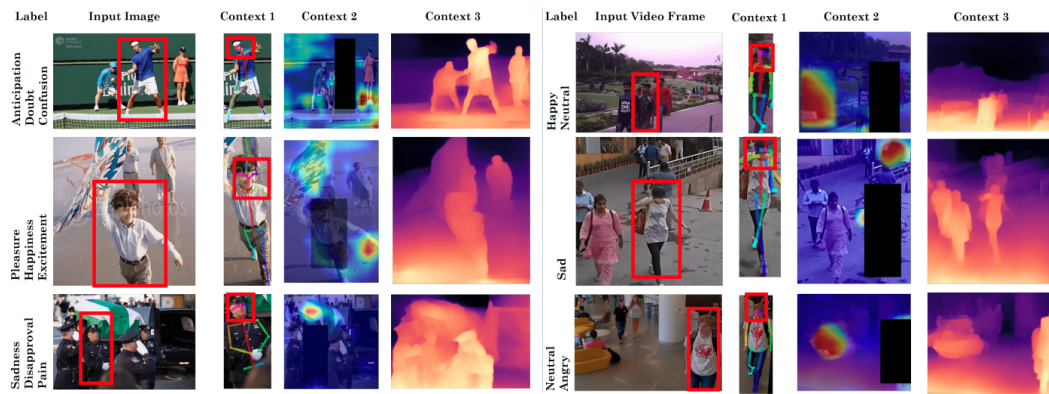 Label Input Image Context 1 Context 2 Context 3 Label Input Video Frame Context 1 Context 2 Context 3
Anticipation
Doubt
Confusion
Happy
Neutral
Pleasure
Happiness
Excitement
Sad
Sadness
Disapproval
Pain
Neutral
Angry